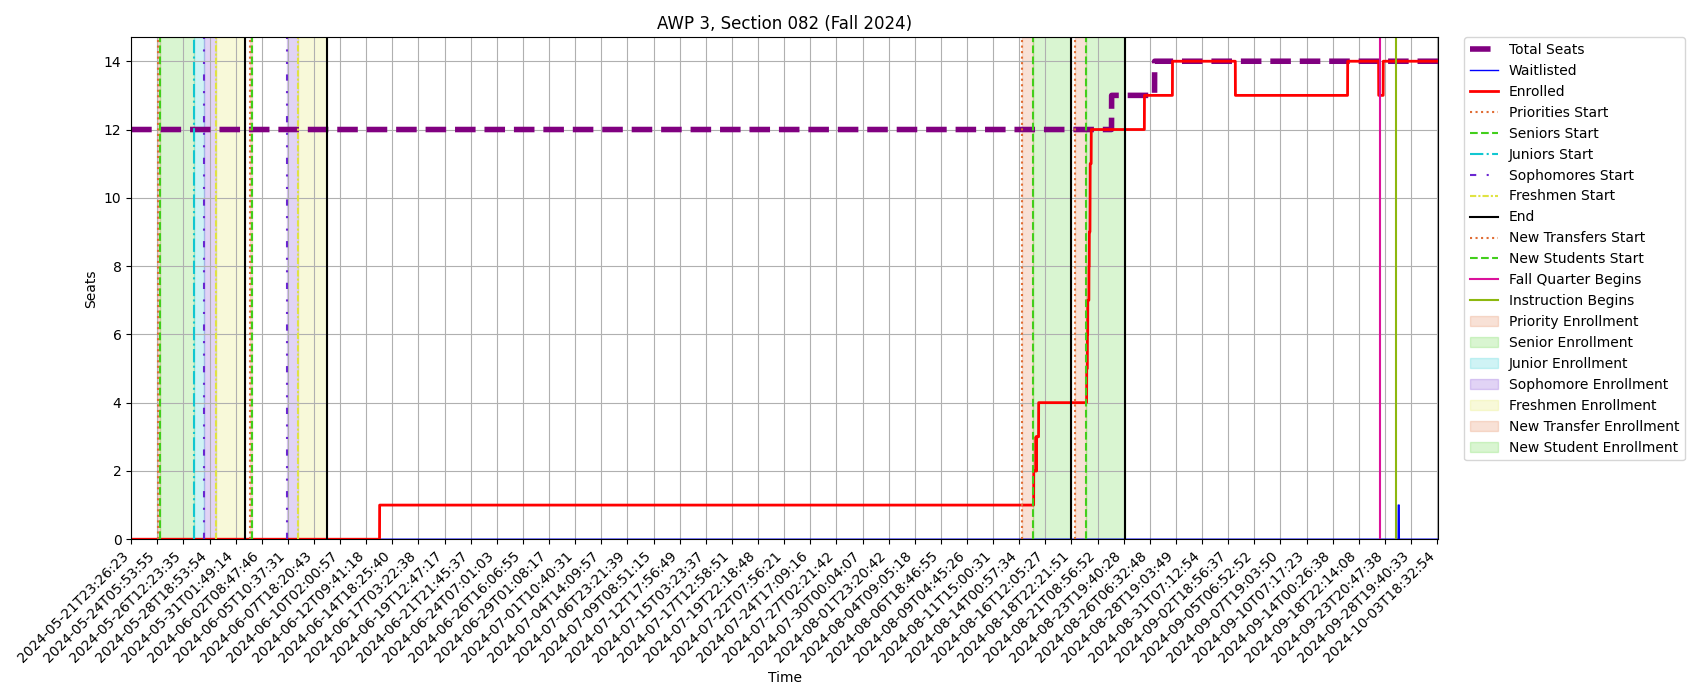 AWP 3, Section 082 (Fall 2024)
Seats
14
12
10
8
6
4
2
0
2024-05-21T23:26:23
2024-05-24T05:53:55
2024-05-26T12:23:35
2024-05-28T18:53:54
2024-05-31T01:49:14
2024-06-02T08:47:46
2024-06-05T10:37:31
2024-06-07T18:20:43
2024-06-10T02:00:57
2024-06-12T09:41:18
2024-06-14T18:25:40
2024-06-17T03:22:38
2024-06-19T12:47:17
2024-06-21T21:45:37
2024-06-24T07:01:03
2024-06-26T16:06:55
2024-06-29T01:08:17
2024-07-01T10:40:31
2024-07-04T14:09:57
2024-07-06T23:21:39
2024-07-09T08:51:15
2024-07-12T17:56:49
2024-07-15T03:23:37
2024-07-17T12:58:51
2024-07-19T22:18:48
2024-07-22T07:56:21
2024-07-24T17:09:16
2024-07-27T02:21:42
2024-07-30T00:04:07
2024-08-01T23:20:42
2024-08-04T09:05:18
2024-08-06T18:46:55
2024-08-09T04:45:26
2024-08-11T15:00:31
2024-08-14T00:57:34
2024-08-16T12:05:27
2024-08-18T22:21:51
2024-08-21T08:56:52
2024-08-23T19:40:28
2024-08-26T06:32:48
2024-08-28T19:03:49
2024-08-31T07:12:54
2024-09-02T18:56:37
2024-09-05T06:52:52
2024-09-07T19:03:50
2024-09-10T07:17:23
2024-09-14T00:26:38
2024-09-18T22:14:08
2024-09-23T20:47:38
2024-09-28T19:40:33
2024-10-03T18:32:54
Time
Total Seats
Waitlisted
Enrolled
Priorities Start
Seniors Start
Juniors Start
Sophomores Start
Freshmen Start
End
New Transfers Start
New Students Start
Fall Quarter Begins
Instruction Begins
Priority Enrollment
Senior Enrollment
Junior Enrollment
Sophomore Enrollment
Freshmen Enrollment
New Transfer Enrollment
New Student Enrollment